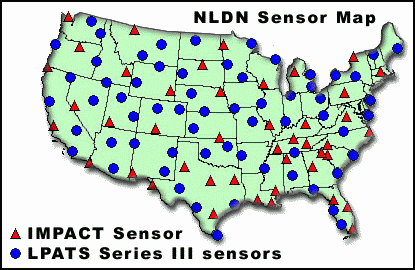 NLDN Sensor Map
IMPACT Sensor
LPATS Series III sensors